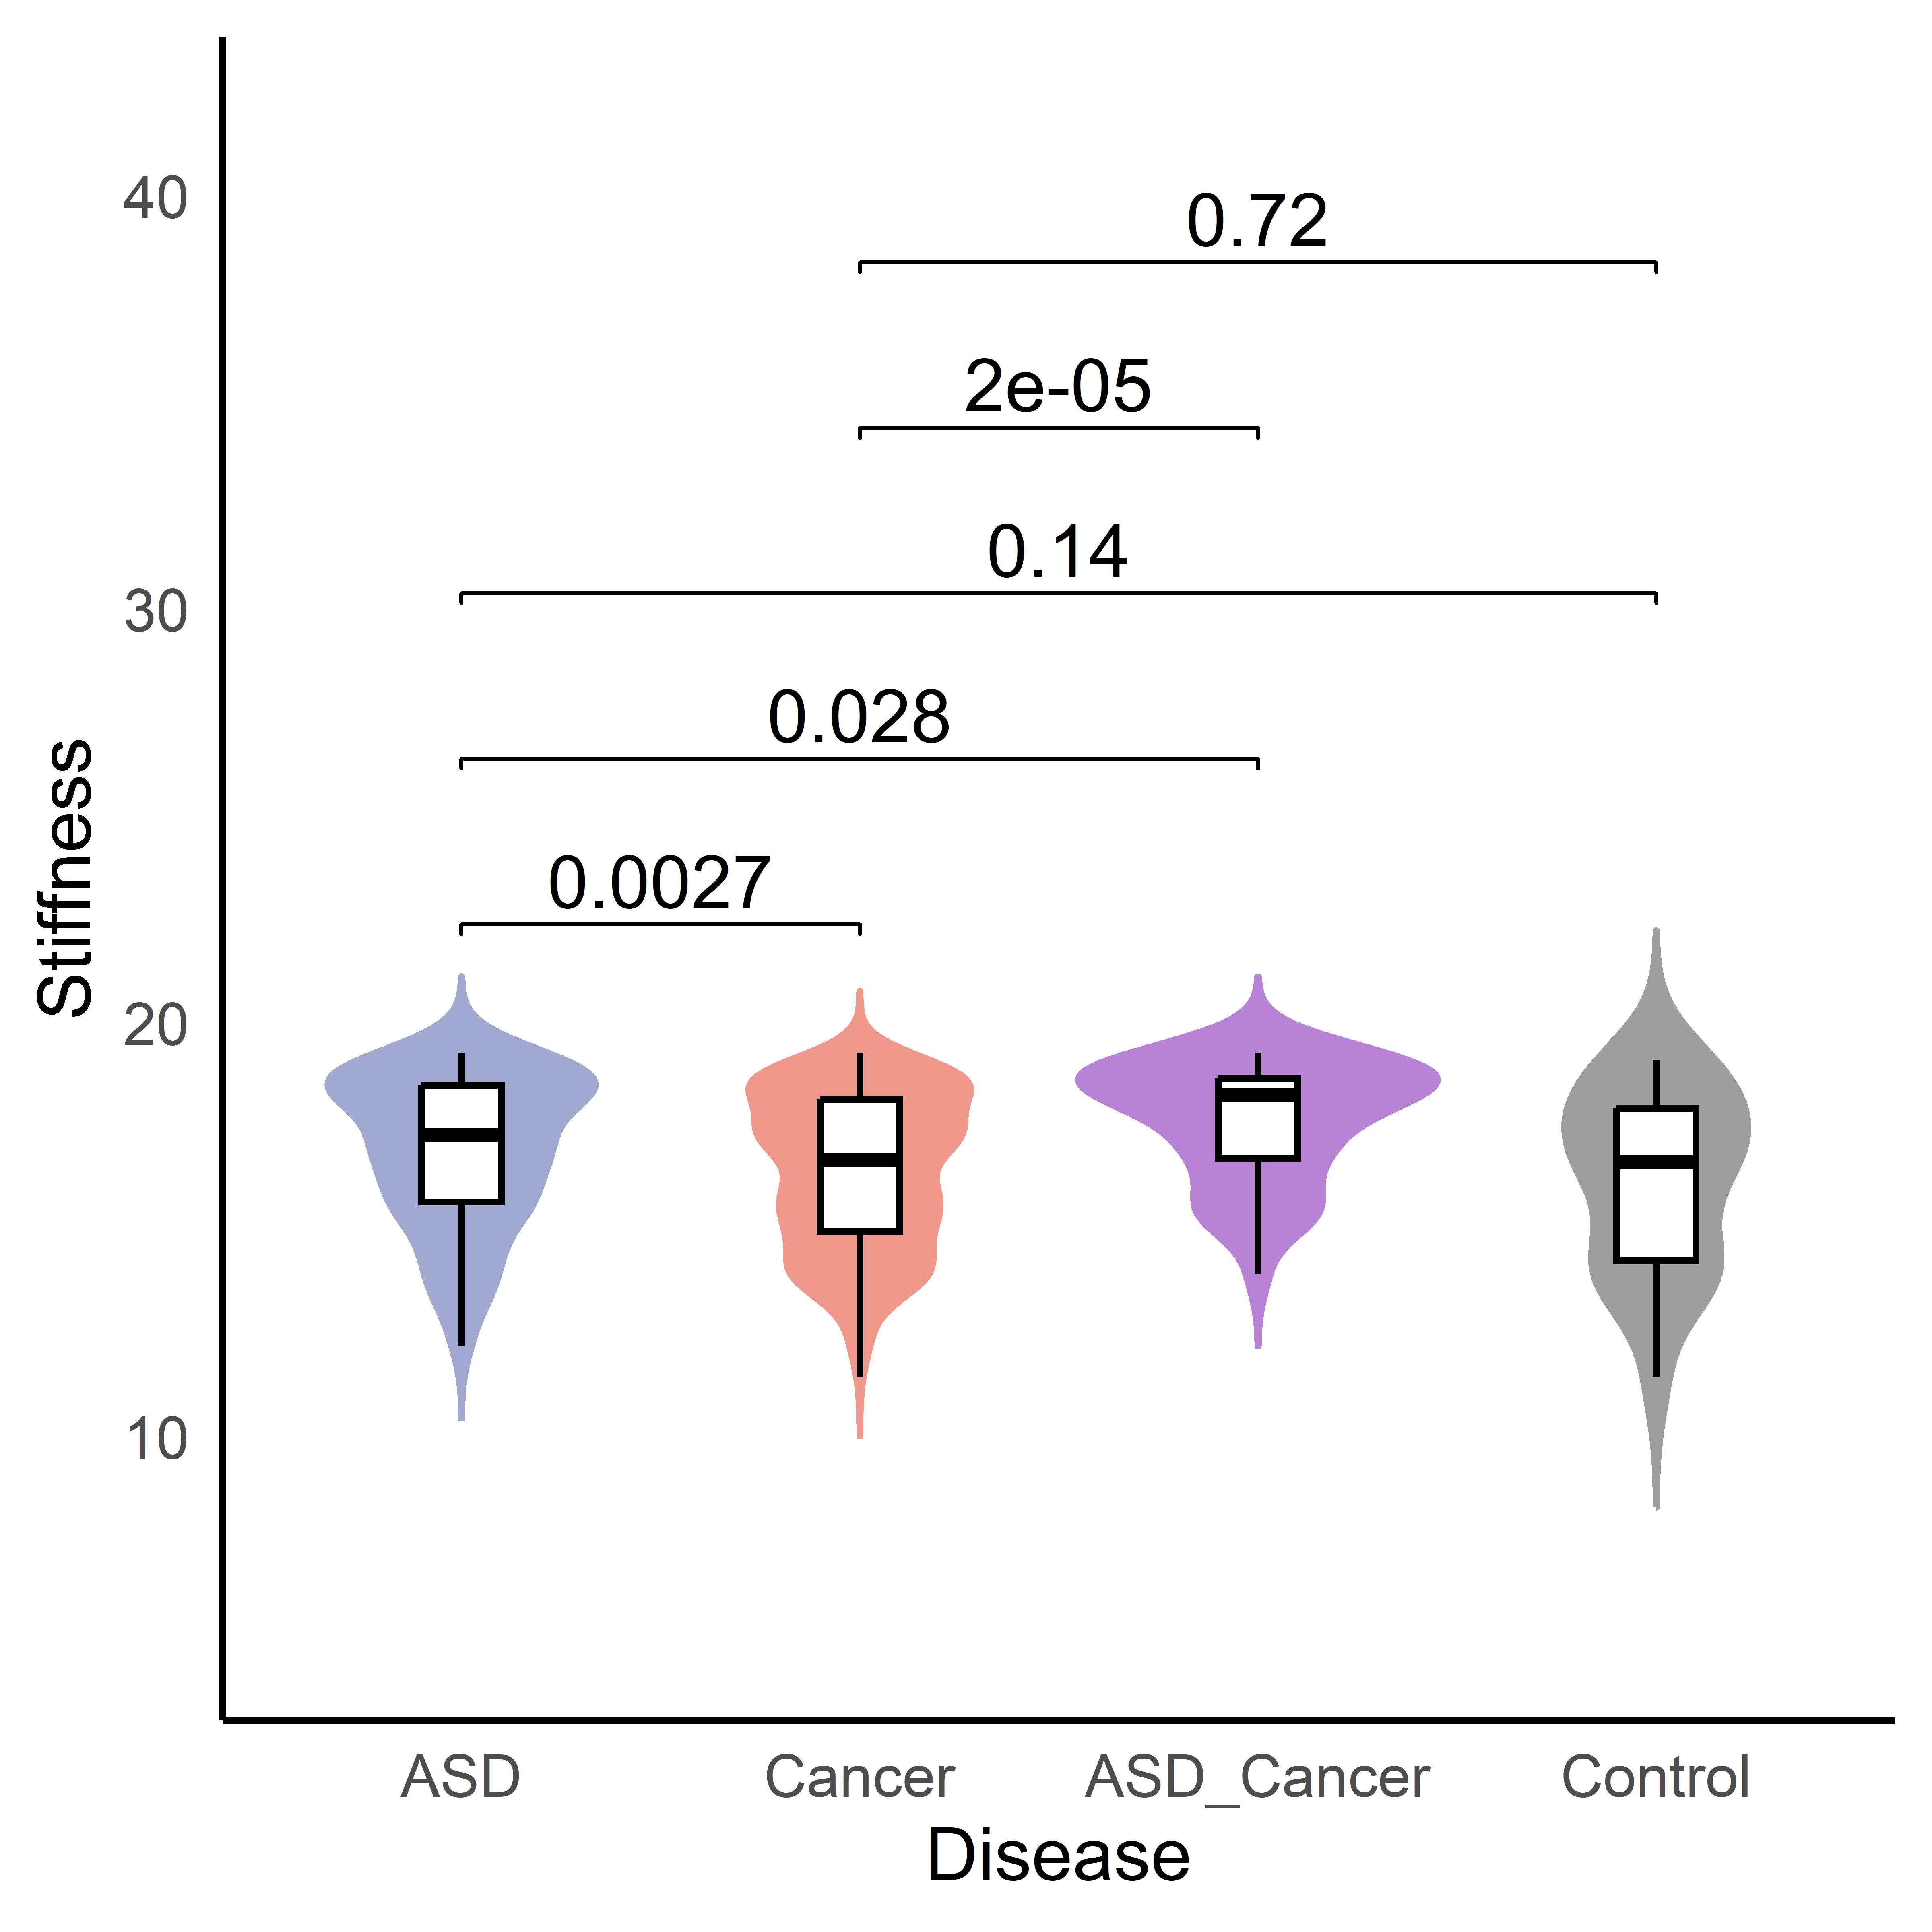 40
0.72
2e-05
0.14
30
0.028
0.0027
Stiffness
20
10
ASD Cancer ASD_Cancer Control
Disease